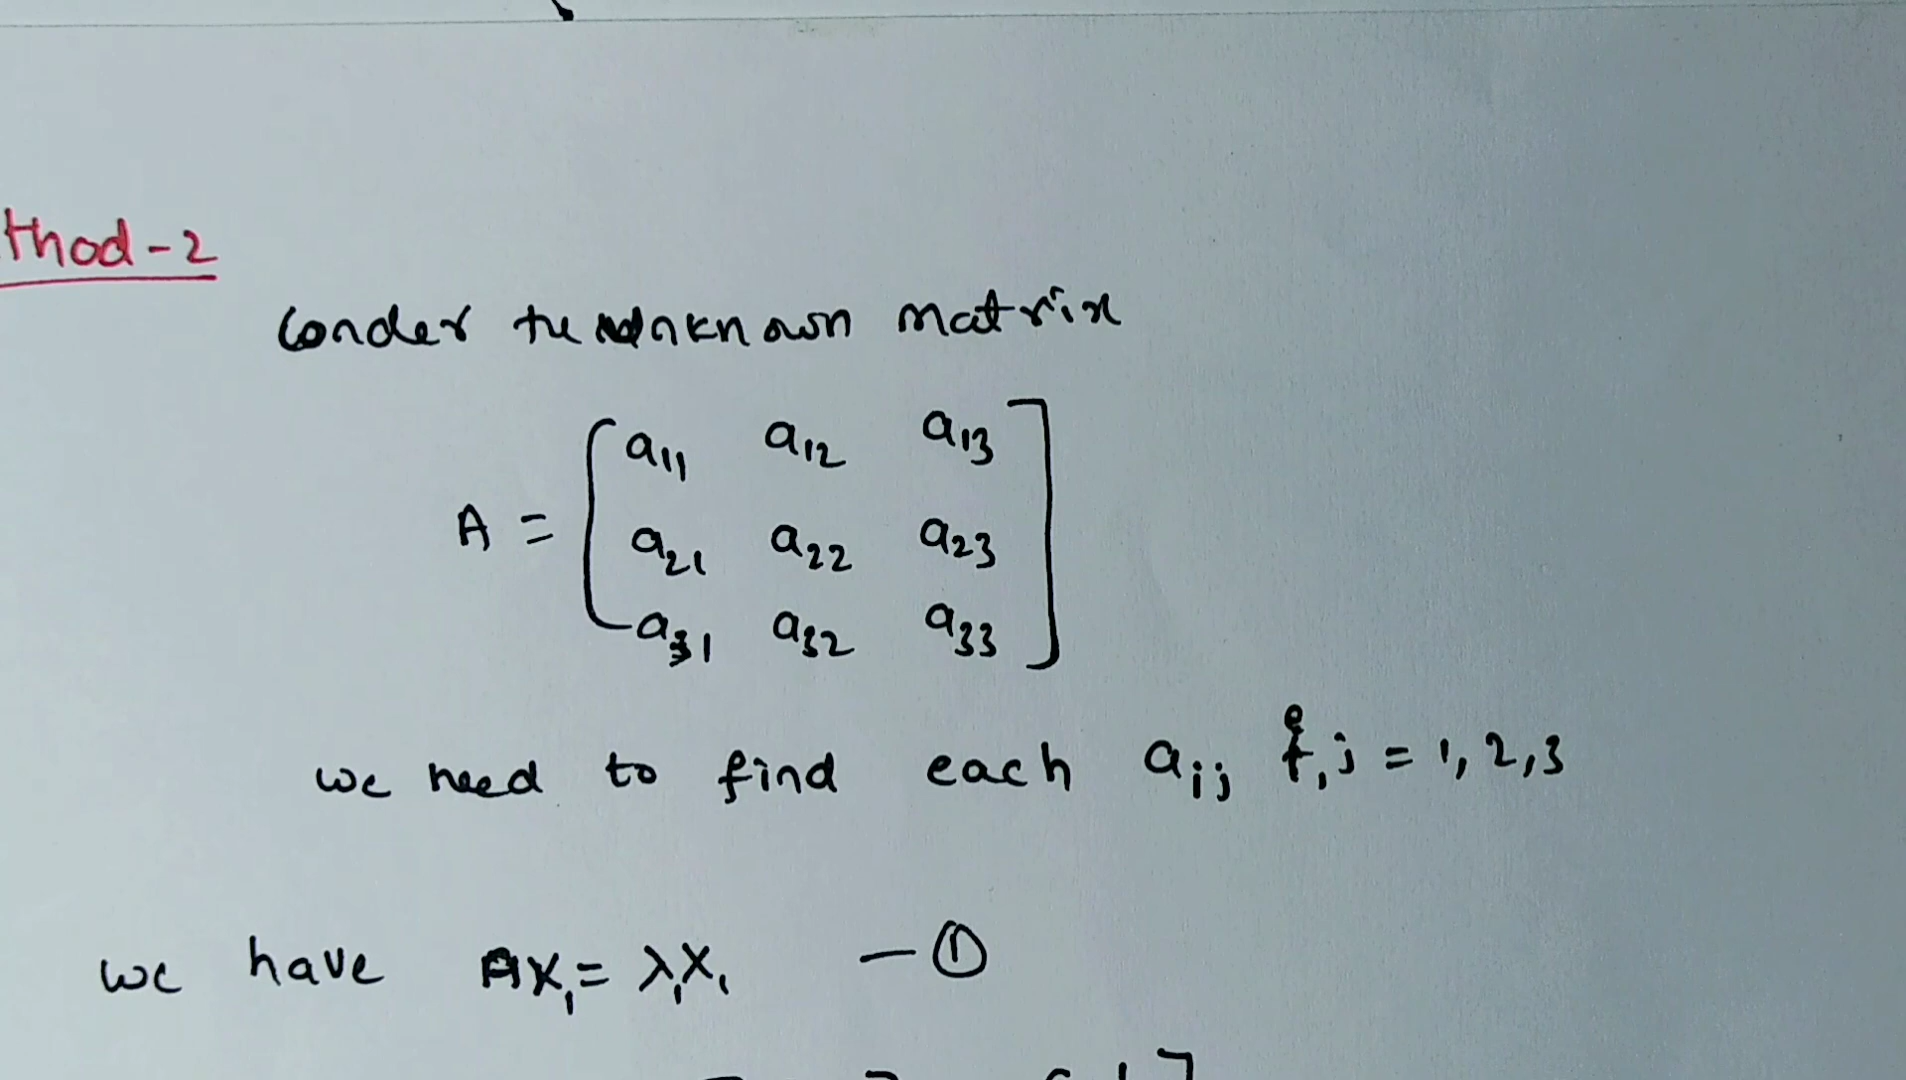 thod-2
Conder the unknown matrix
a11 a12 a13
A = a21 a22 a23
a31 a32 a33
we need to find each aij i,j = 1,2,3
we have AX₁ = λ₁X₁ —①